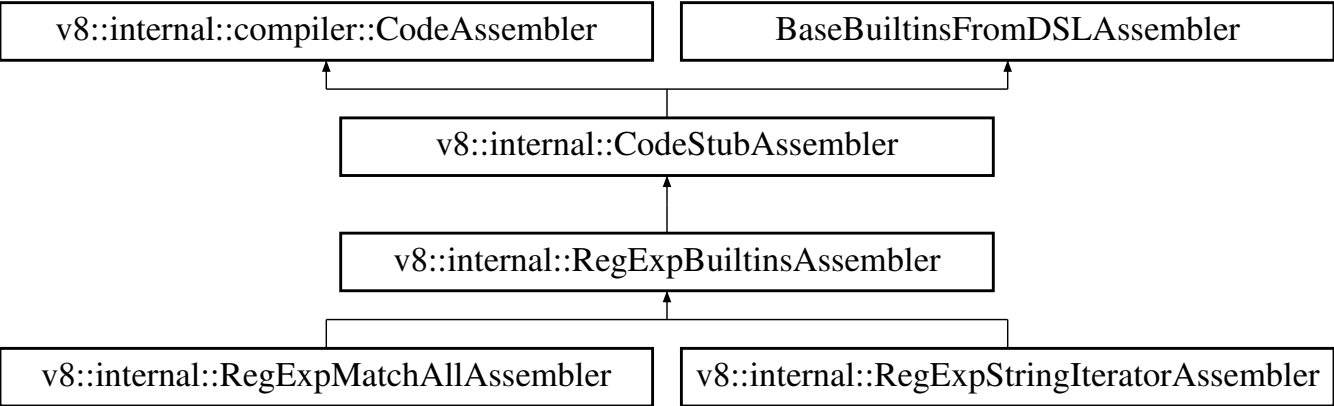 v8::internal::compiler::CodeAssembler
BaseBuiltinsFromDSLAssembler
v8::internal::CodeStubAssembler
v8::internal::RegExpBuiltinsAssembler
v8::internal::RegExpMatchAllAssembler
v8::internal::RegExpStringIteratorAssembler